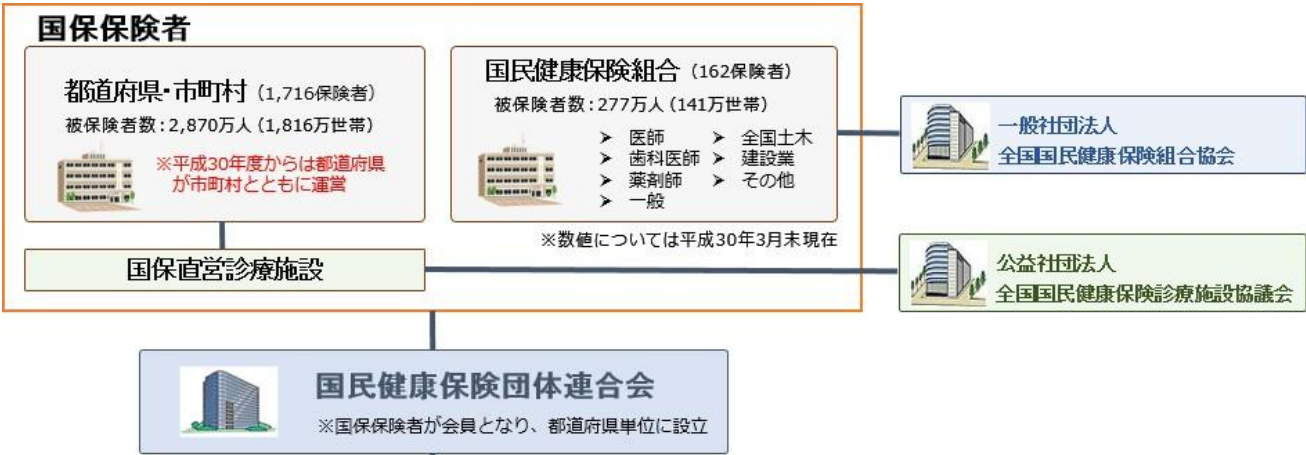 国保保険者
都道府県・市町村（1,716保険者）
被保険者数：2,870万人（1,816万世帯）
※平成30年度からは都道府県
が市町村とともに運営
国民健康保険組合（162保険者）
被保険者数：277万人（141万世帯）
➢ 医師 ➢ 全国土木
➢ 歯科医師 ➢ 建設業
➢ 薬剤師 ➢ その他
➢ 一般
※数値については平成30年3月末現在
国保直営診療施設
一般社団法人
全国国民健康保険組合協会
公益社団法人
全国国民健康保険診療施設協議会
国民健康保険団体連合会
※国保保険者が会員となり、都道府県単位に設立